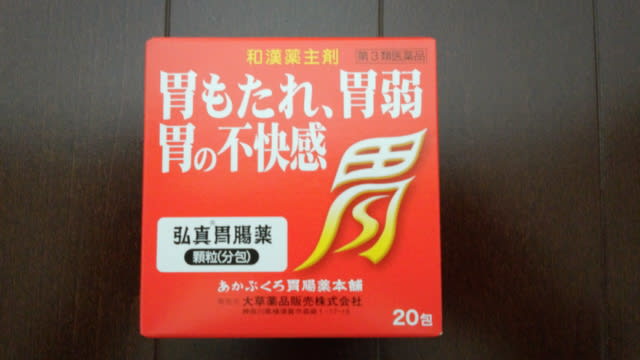 和漢薬主剤
第3類医薬品
胃もたれ、胃弱
胃の不快感
胃
弘真胃腸薬
顆粒(分包)
あかぶくろ胃腸薬本舗
大草薬品販売株式会社
20包